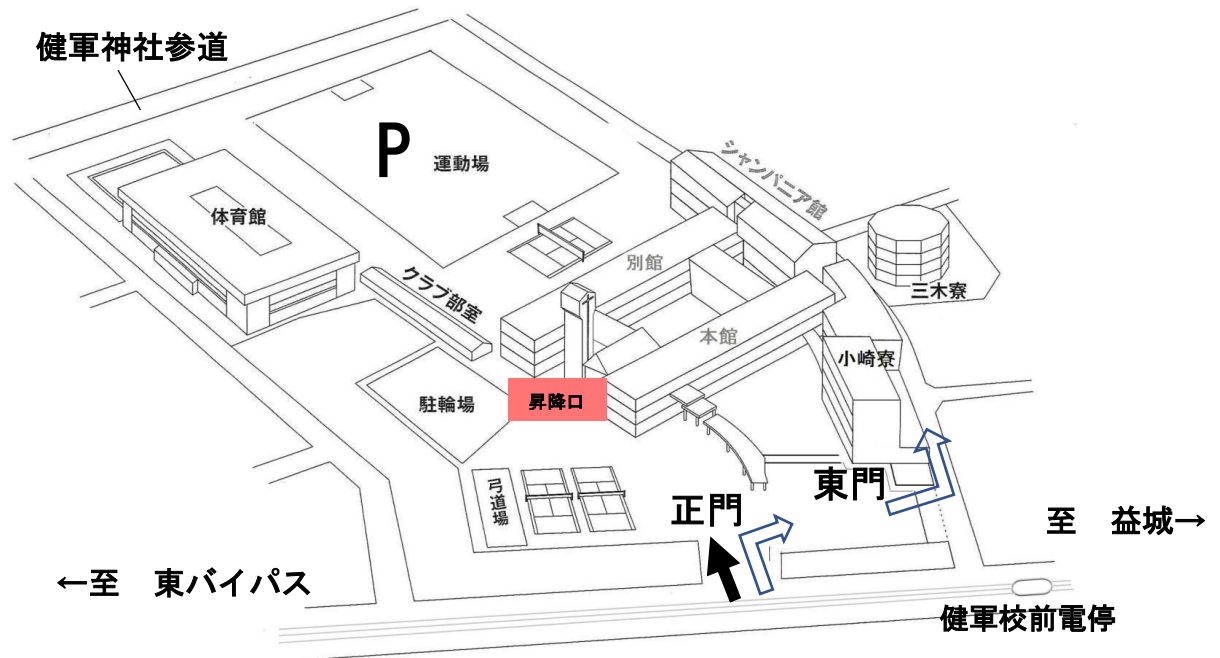 健軍神社参道
P
運動場
シャンパニア館
体育館
別館
クラブ部室
三木寮
本館
小崎寮
昇降口
駐輪場
弓道場
東門
正門
至　益城→
←至　東バイパス
健軍校前電停